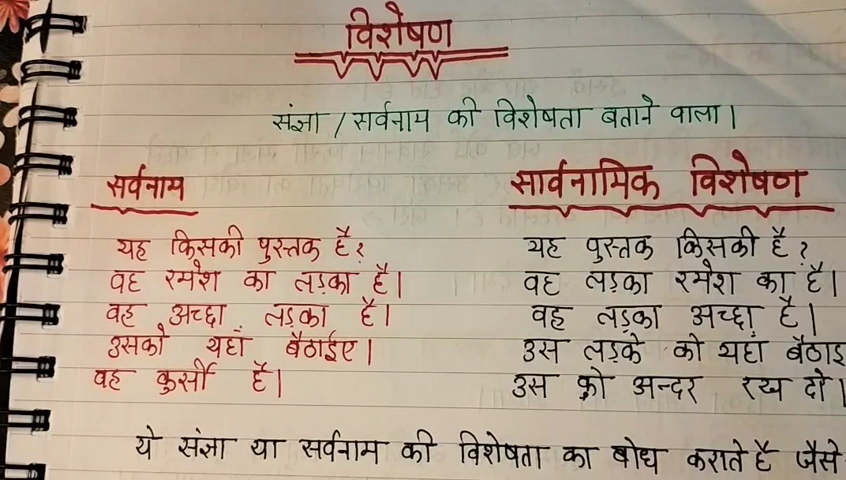 विशेषण
संज्ञा / सर्वनाम की विशेषता बताने वाला।
सर्वनाम
सार्वनामिक विशेषण
यह किसकी पुस्तक है?
यह पुस्तक किसकी है?
वह रमेश का लड़का है।
वह लड़का रमेश का है।
वह अच्छा लड़का है।
वह लड़का अच्छा है।
उसको यहाँ बैठाईए।
उस लड़के को यहाँ बैठाइ
वह कुर्सी है।
उस को अन्दर रख दो।
ये संज्ञा या सर्वनाम की विशेषता का बोध कराते है जैसे